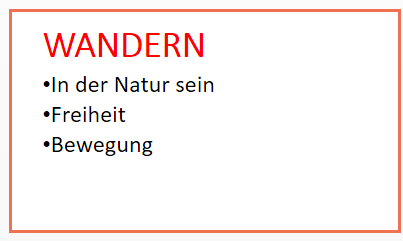 WANDERN
•In der Natur sein
•Freiheit
•Bewegung